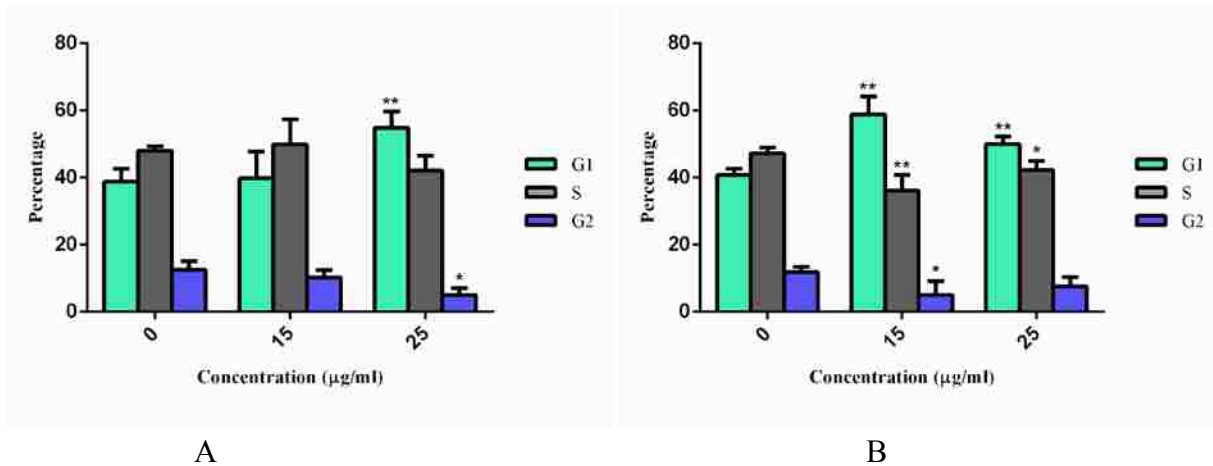 80
60
40
20
0
Percentage
**
*
0
15
25
Concentration (µg/ml)
G1
S
G2
A
80
60
40
20
0
Percentage
**
**
*
**
*
0
15
25
Concentration (µg/ml)
G1
S
G2
B